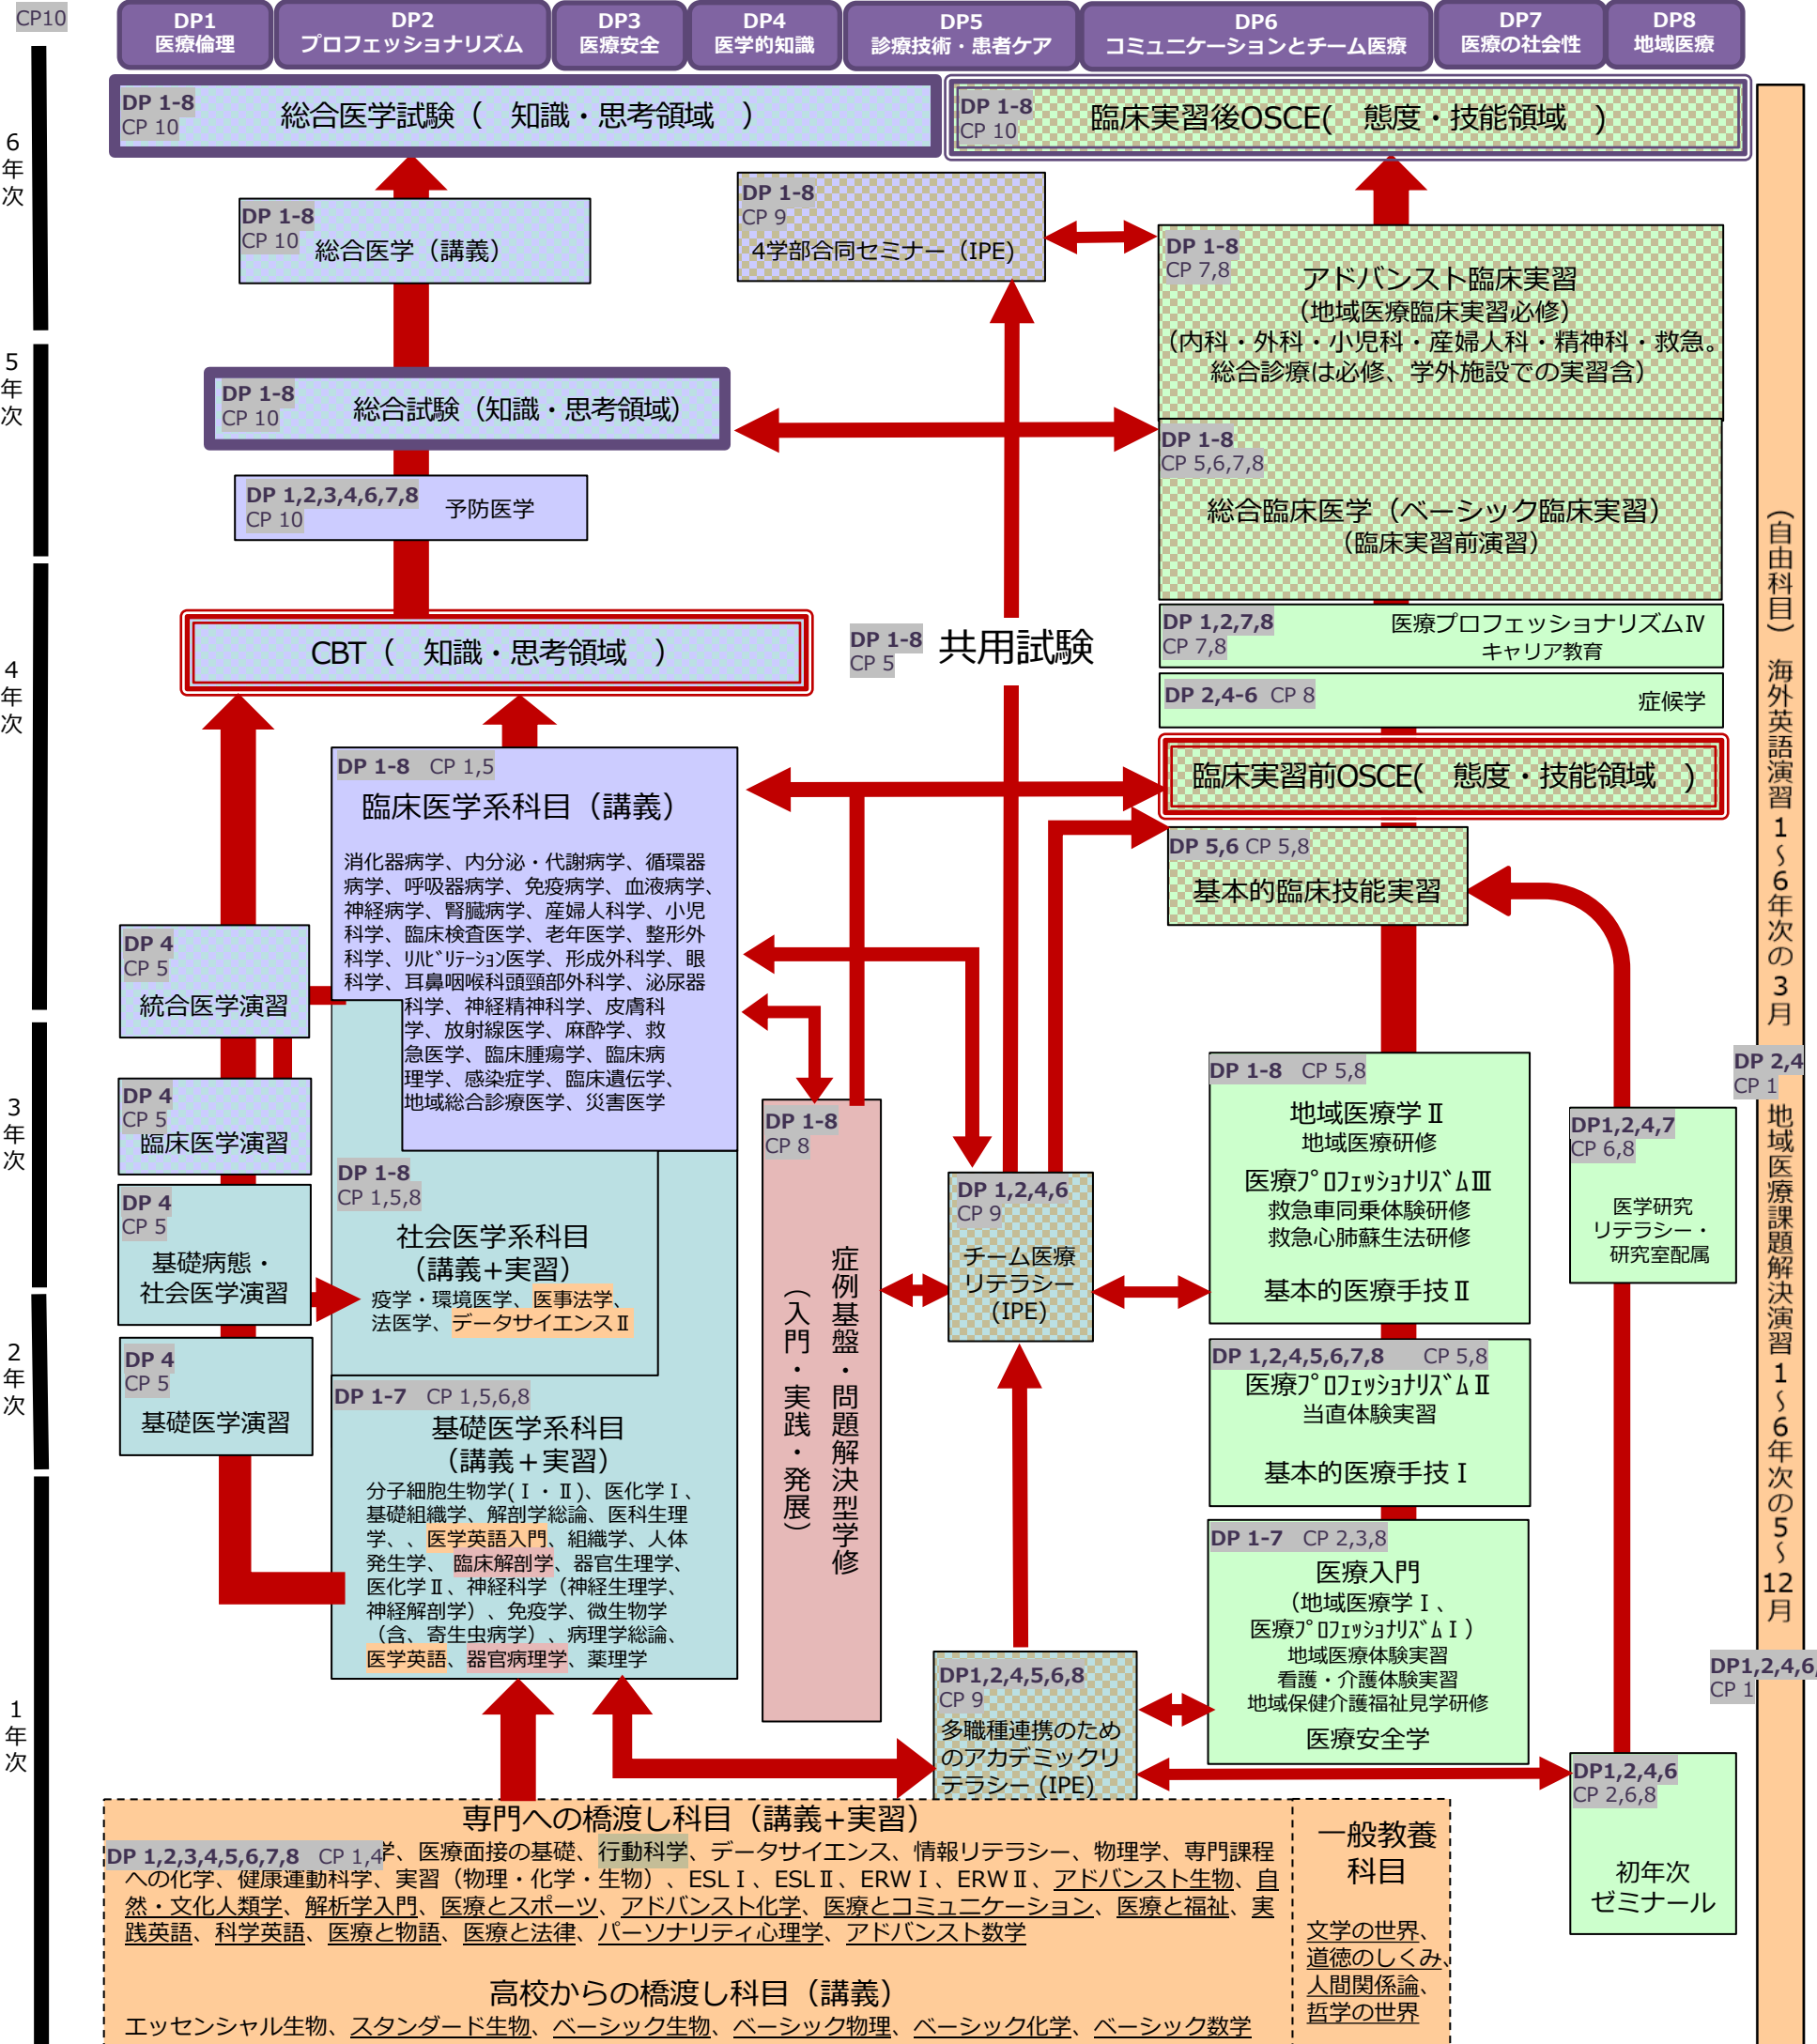 CP10
DP1
医療倫理
DP2
プロフェッショナリズム
DP3
医療安全
DP4
医学的知識
DP5
診療技術・患者ケア
DP6
コミュニケーションとチーム医療
DP7
医療の社会性
DP8
地域医療
6年次
5年次
4年次
3年次
2年次
1年次
DP 1-8
CP 10
総合医学試験（　知識・思考領域　）
DP 1-8
CP 10
臨床実習後OSCE(　態度・技能領域　)
DP 1-8
CP 10
総合医学（講義）
DP 1-8
CP 9
4学部合同セミナー（IPE)
DP 1-8
CP 7,8
アドバンスト臨床実習
（地域医療臨床実習必修）
（内科・外科・小児科・産婦人科・精神科・救急。
総合診療は必修、学外施設での実習含）
DP 1-8
CP 10
総合試験（知識・思考領域）
DP 1-8
CP 5,6,7,8
総合臨床医学（ベーシック臨床実習）
（臨床実習前演習）
DP 1,2,3,4,6,7,8
CP 10
予防医学
CBT（　知識・思考領域　）
DP 1-8
CP 5
共用試験
DP 1,2,7,8
CP 7,8
医療プロフェッショナリズムⅣ
キャリア教育
DP 2,4-6 CP 8
症候学
臨床実習前OSCE(　態度・技能領域　)
DP 5,6 CP 5,8
基本的臨床技能実習
DP 1-8 CP 1,5
臨床医学系科目（講義）
消化器病学、内分泌・代謝病学、循環器
病学、呼吸器病学、免疫病学、血液病学、
神経病学、腎臓病学、産婦人科学、小児
科学、臨床検査医学、老年医学、整形外
科学、ﾘﾊﾋﾞﾘﾃｰｼｮﾝ医学、形成外科学、眼
科学、耳鼻咽喉科頭頸部外科学、泌尿器
科学、神経精神科学、皮膚科
学、放射線医学、麻酔学、救
急医学、臨床腫瘍学、臨床病
理学、感染症学、臨床遺伝学、
地域総合診療医学、災害医学
DP 4
CP 5
統合医学演習
DP 4
CP 5
臨床医学演習
DP 4
CP 5
基礎病態・
社会医学演習
DP 4
CP 5
基礎医学演習
DP 1-8
CP 1,5,8
社会医学系科目
（講義+実習）
疫学・環境医学、医事法学、
法医学、データサイエンスⅡ
DP 1-7 CP 1,5,6,8
基礎医学系科目
（講義＋実習）
分子細胞生物学(Ⅰ・Ⅱ)、医化学Ⅰ、
基礎組織学、解剖学総論、医科生理
学、、医学英語入門、組織学、人体
発生学、臨床解剖学、器官生理学、
医化学Ⅱ、神経科学（神経生理学、
神経解剖学）、免疫学、微生物学
（含、寄生虫病学）、病理学総論、
医学英語、器官病理学、薬理学
DP 1-8
CP 8
症例基盤・問題解決型学修
（入門・実践・発展）
DP 1,2,4,6
CP 9
チーム医療
リテラシー
(IPE)
DP 1-8 CP 5,8
地域医療学Ⅱ
地域医療研修
医療ﾌﾟﾛﾌｪｯｼｮﾅﾘｽﾞﾑⅢ
救急車同乗体験研修
救急心肺蘇生法研修
基本的医療手技Ⅱ
DP 1,2,4,5,6,7,8 CP 5,8
医療ﾌﾟﾛﾌｪｯｼｮﾅﾘｽﾞﾑⅡ
当直体験実習
基本的医療手技Ⅰ
DP 1-7 CP 2,3,8
医療入門
（地域医療学Ⅰ、
医療ﾌﾟﾛﾌｪｯｼｮﾅﾘｽﾞﾑⅠ）
地域医療体験実習
看護・介護体験実習
地域保健介護福祉見学研修
医療安全学
DP1,2,4,7
CP 6,8
医学研究
リテラシー・
研究室配属
DP1,2,4,5,6,8
CP 9
多職種連携のため
のアカデミックリ
テラシー (IPE)
DP1,2,4,6
CP 2,6,8
初年次
ゼミナール
（自由科目）海外英語演習1～6年次の3月
DP 2,4
CP 1
地域医療課題解決演習1～6年次の5～12月
DP1,2,4,6,
CP 1
専門への橋渡し科目（講義+実習）
DP 1,2,3,4,5,6,7,8 CP 1,4
学、医療面接の基礎、行動科学、データサイエンス、情報リテラシー、物理学、専門課程
への化学、健康運動科学、実習（物理・化学・生物）、ESLⅠ、ESLⅡ、ERWⅠ、ERWⅡ、アドバンスト生物、自
然・文化人類学、解析学入門、医療とスポーツ、アドバンスト化学、医療とコミュニケーション、医療と福祉、実
践英語、科学英語、医療と物語、医療と法律、パーソナリティ心理学、アドバンスト数学
高校からの橋渡し科目（講義）
エッセンシャル生物、スタンダード生物、ベーシック生物、ベーシック物理、ベーシック化学、ベーシック数学
一般教養
科目
文学の世界、
道徳のしくみ、
人間関係論、
哲学の世界